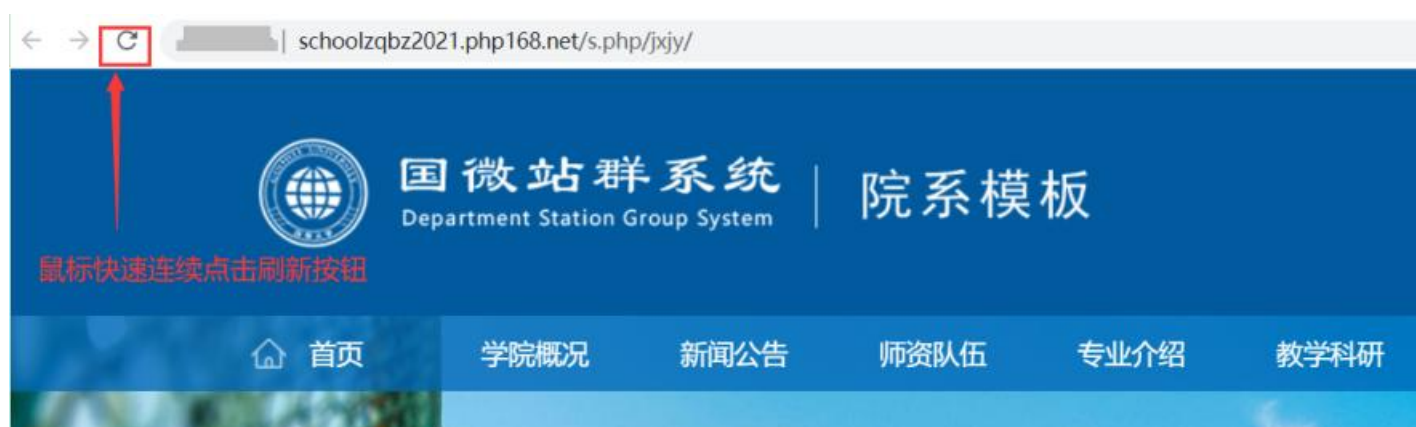 schoolzqbz2021.php168.net/s.php/jxjy/
国微站群系统
Department Station Group System
院系模板
鼠标快速连续点击刷新按钮
首页 学院概况 新闻公告 师资队伍 专业介绍 教学科研